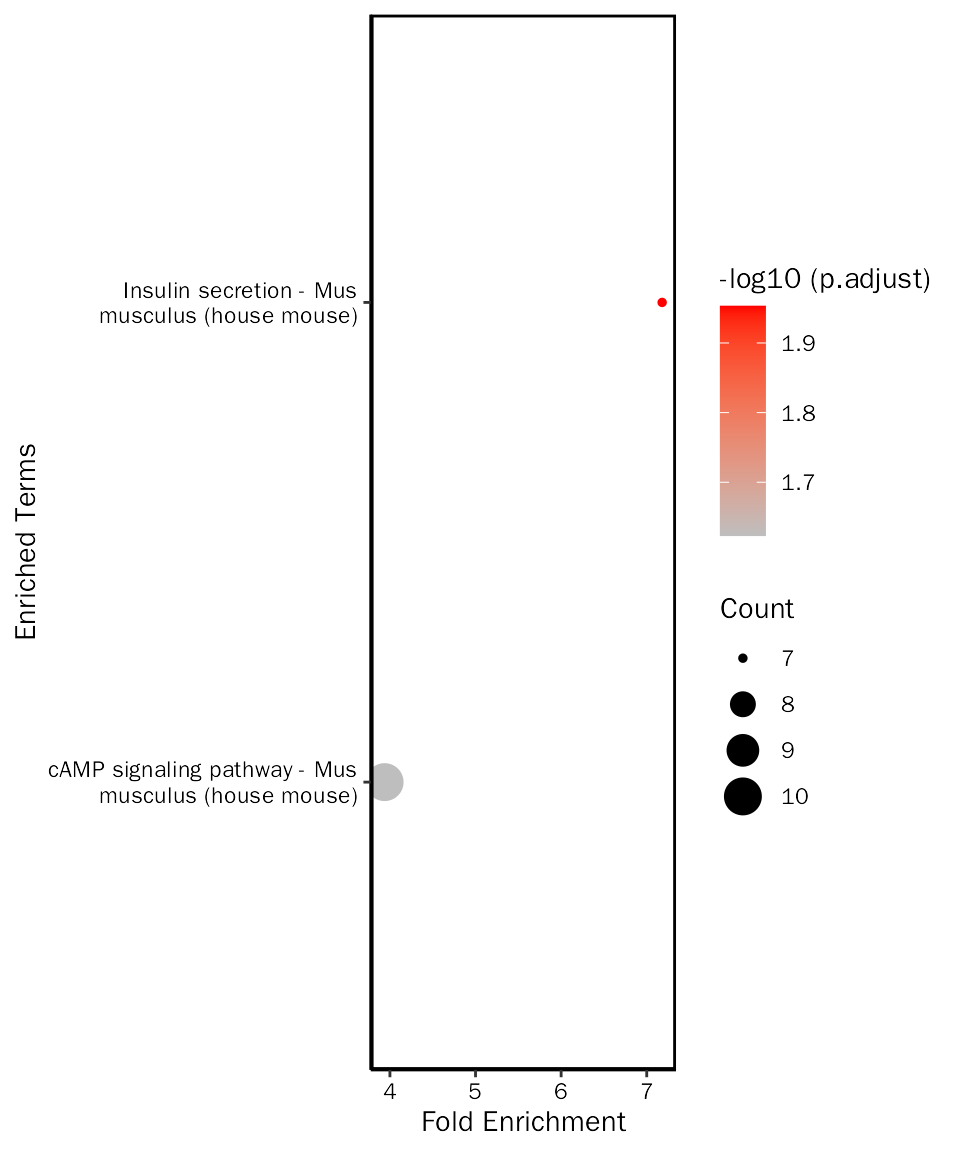 Insulin secretion - Mus
musculus (house mouse)
cAMP signaling pathway - Mus
musculus (house mouse)
Enriched Terms
4 5 6 7
Fold Enrichment
-log10 (p.adjust)
1.9
1.8
1.7
Count
7
8
9
10